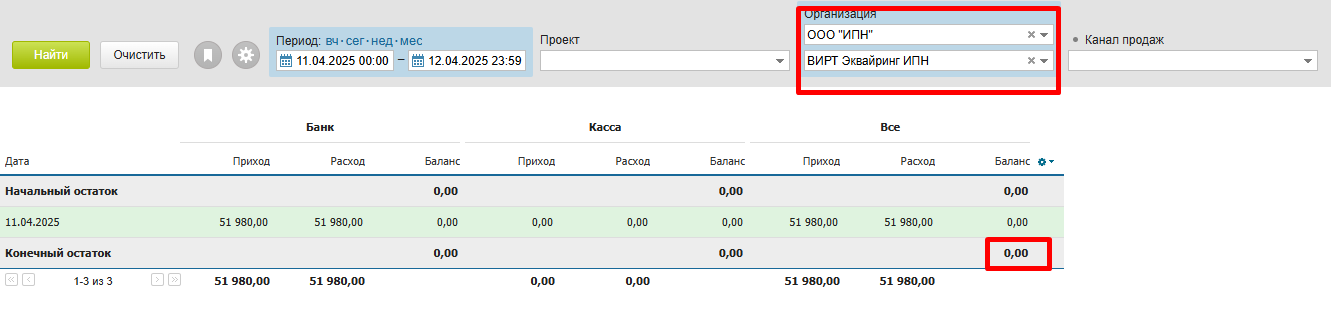 Организация
Период: вч·сег·нед·мес
Проект
ООО "ИПН"
Канал продаж
Найти
Очистить
11.04.2025 00:00 – 12.04.2025 23:59
ВИРТ Эквайринг ИПН
Банк Касса Все
Дата Приход Расход Баланс Приход Расход Баланс Приход Расход Баланс
Начальный остаток 0,00 0,00 0,00
11.04.2025 51 980,00 51 980,00 0,00 0,00 0,00 0,00 51 980,00 51 980,00 0,00
Конечный остаток 0,00 0,00 0,00
1-3 из 3 51 980,00 51 980,00 0,00 0,00 51 980,00 51 980,00